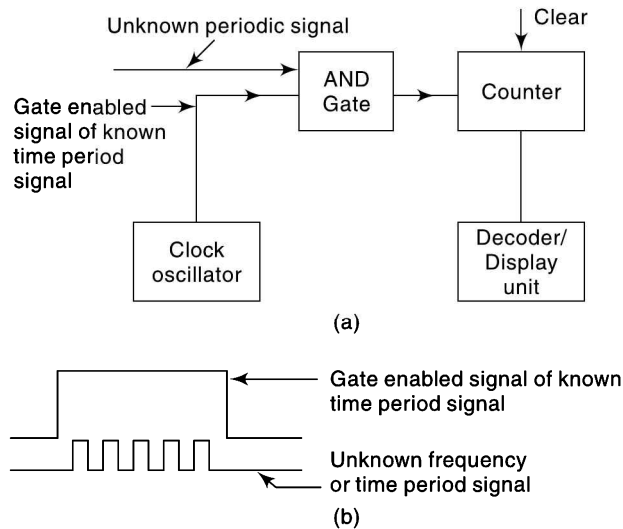 Unknown periodic signal
Clear
Gate enabled
signal of known
time period
signal
AND
Gate
Counter
Clock
oscillator
Decoder/
Display
unit
(a)
Gate enabled signal of known
time period signal
Unknown frequency
or time period signal
(b)